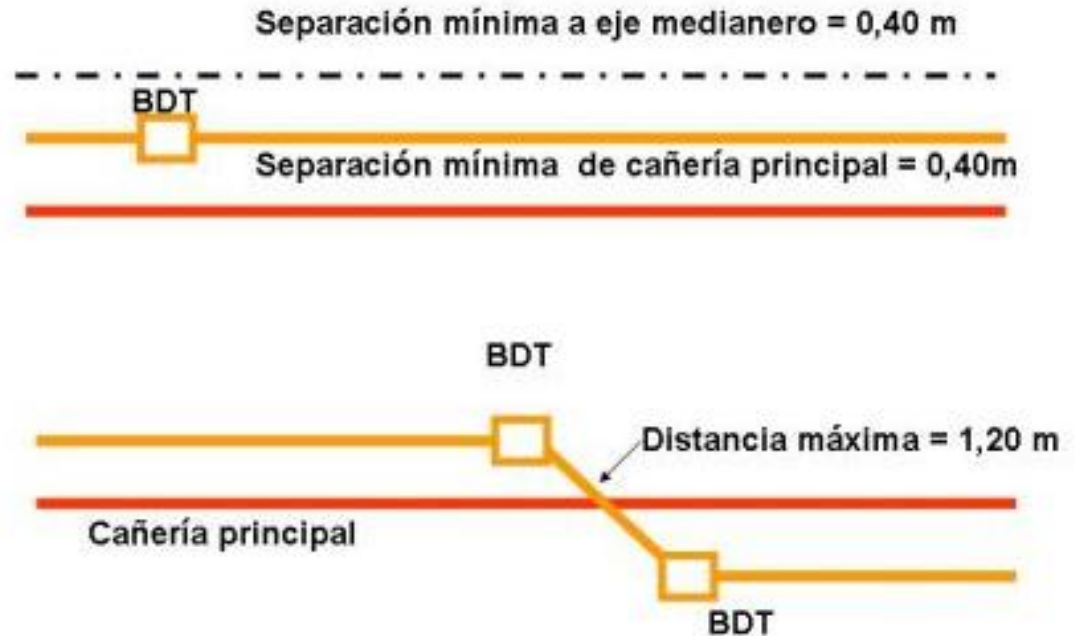 Separación mínima a eje medianero = 0,40 m
BDT
Separación mínima de cañería principal = 0,40m
BDT
Distancia máxima = 1,20 m
Cañería principal
BDT